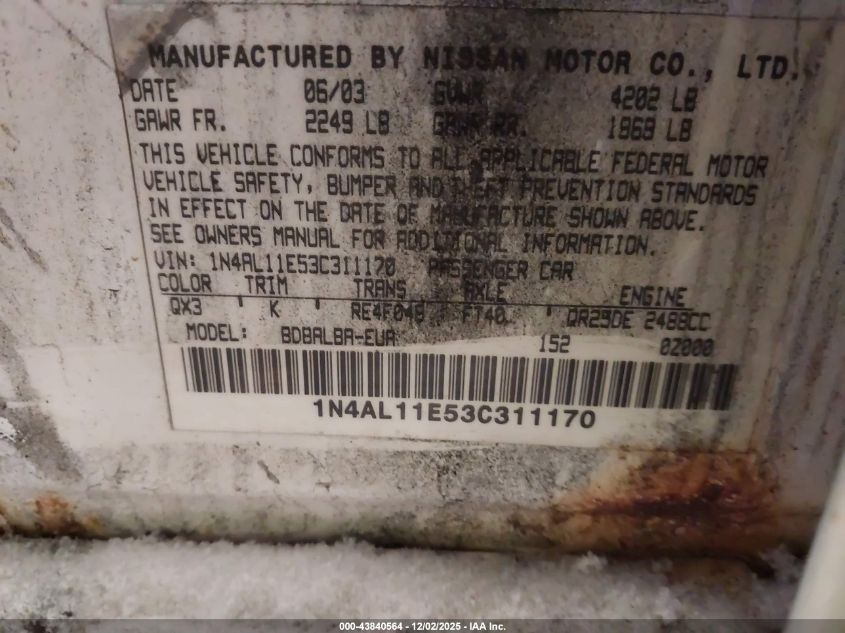 MANUFACTURED BY NISSAN MOTOR CO., LTD.
DATE 06/03 GVWR 4202 LB
GAWR FR. 2249 LB GAWR RR. 1969 LB
THIS VEHICLE CONFORMS TO ALL APPLICABLE FEDERAL MOTOR
VEHICLE SAFETY, BUMPER AND THEFT PREVENTION STANDARDS
IN EFFECT ON THE DATE OF MANUFACTURE SHOWN ABOVE.
SEE OWNERS MANUAL FOR ADDITIONAL INFORMATION.
VIN: 1N4AL11E53C311170 PASSENGER CAR
COLOR TRIM TRANS AXLE ENGINE
QX3 ' K ' RE4F04B ' FT40 ' QR25DE 2488CC
MODEL: BDBALBA-EUA 152 02000
1N4AL11E53C311170
000-43840564 • 12/02/2025 • IAA Inc.